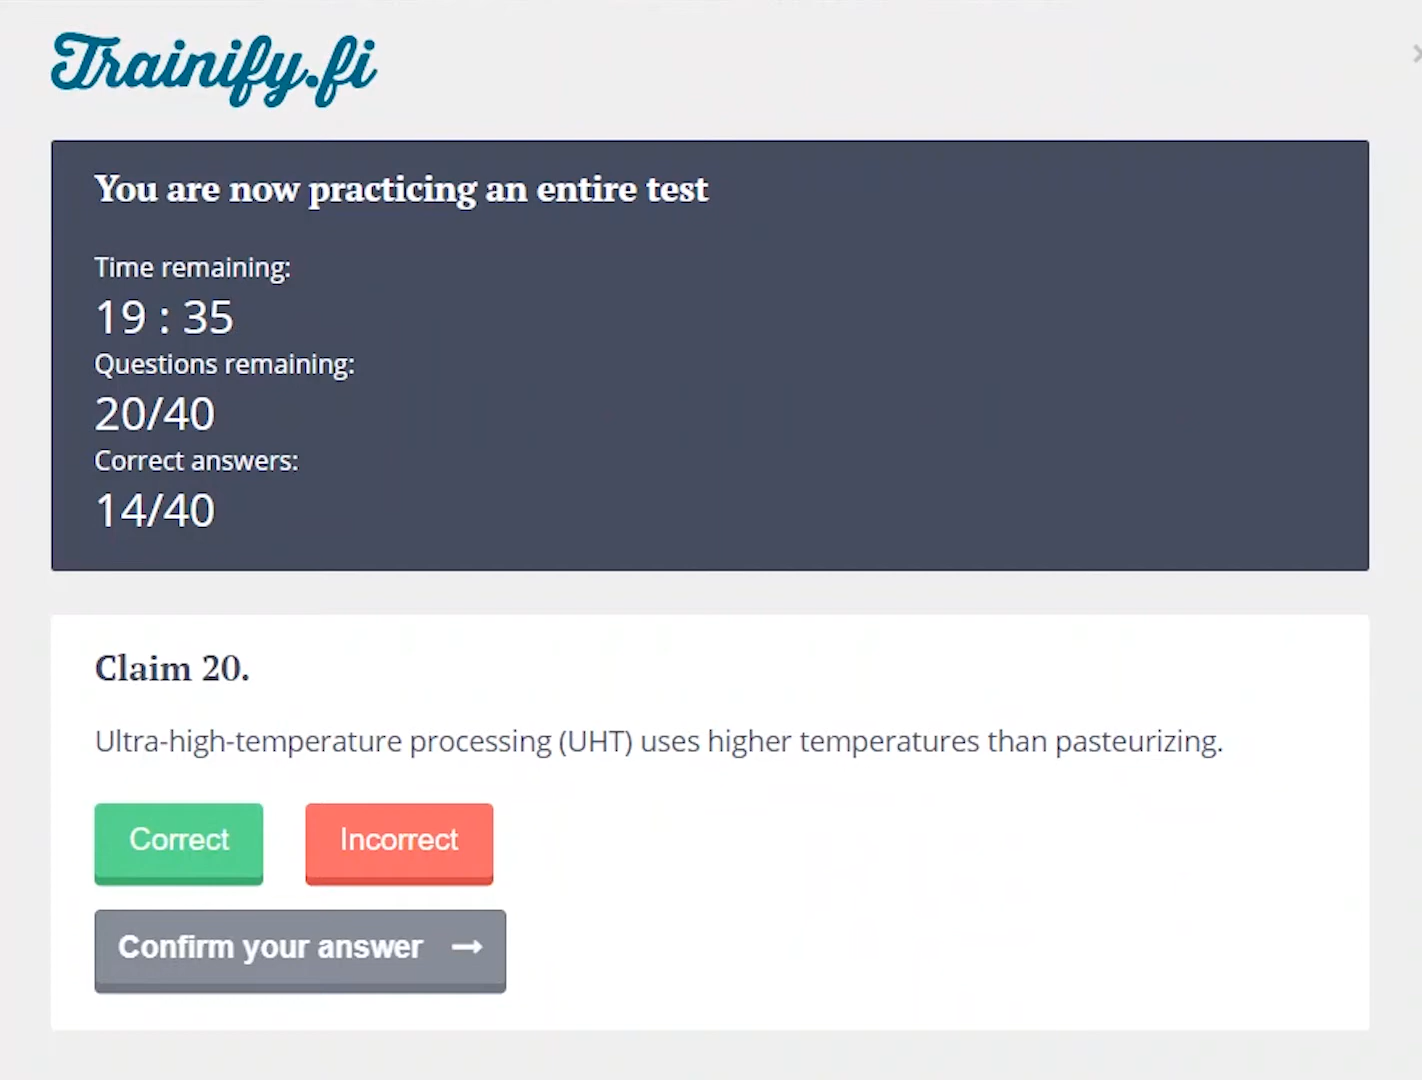 Trainify.fi
You are now practicing an entire test
Time remaining:
19 : 35
Questions remaining:
20/40
Correct answers:
14/40
Claim 20.
Ultra-high-temperature processing (UHT) uses higher temperatures than pasteurizing.
Correct Incorrect
Confirm your answer →